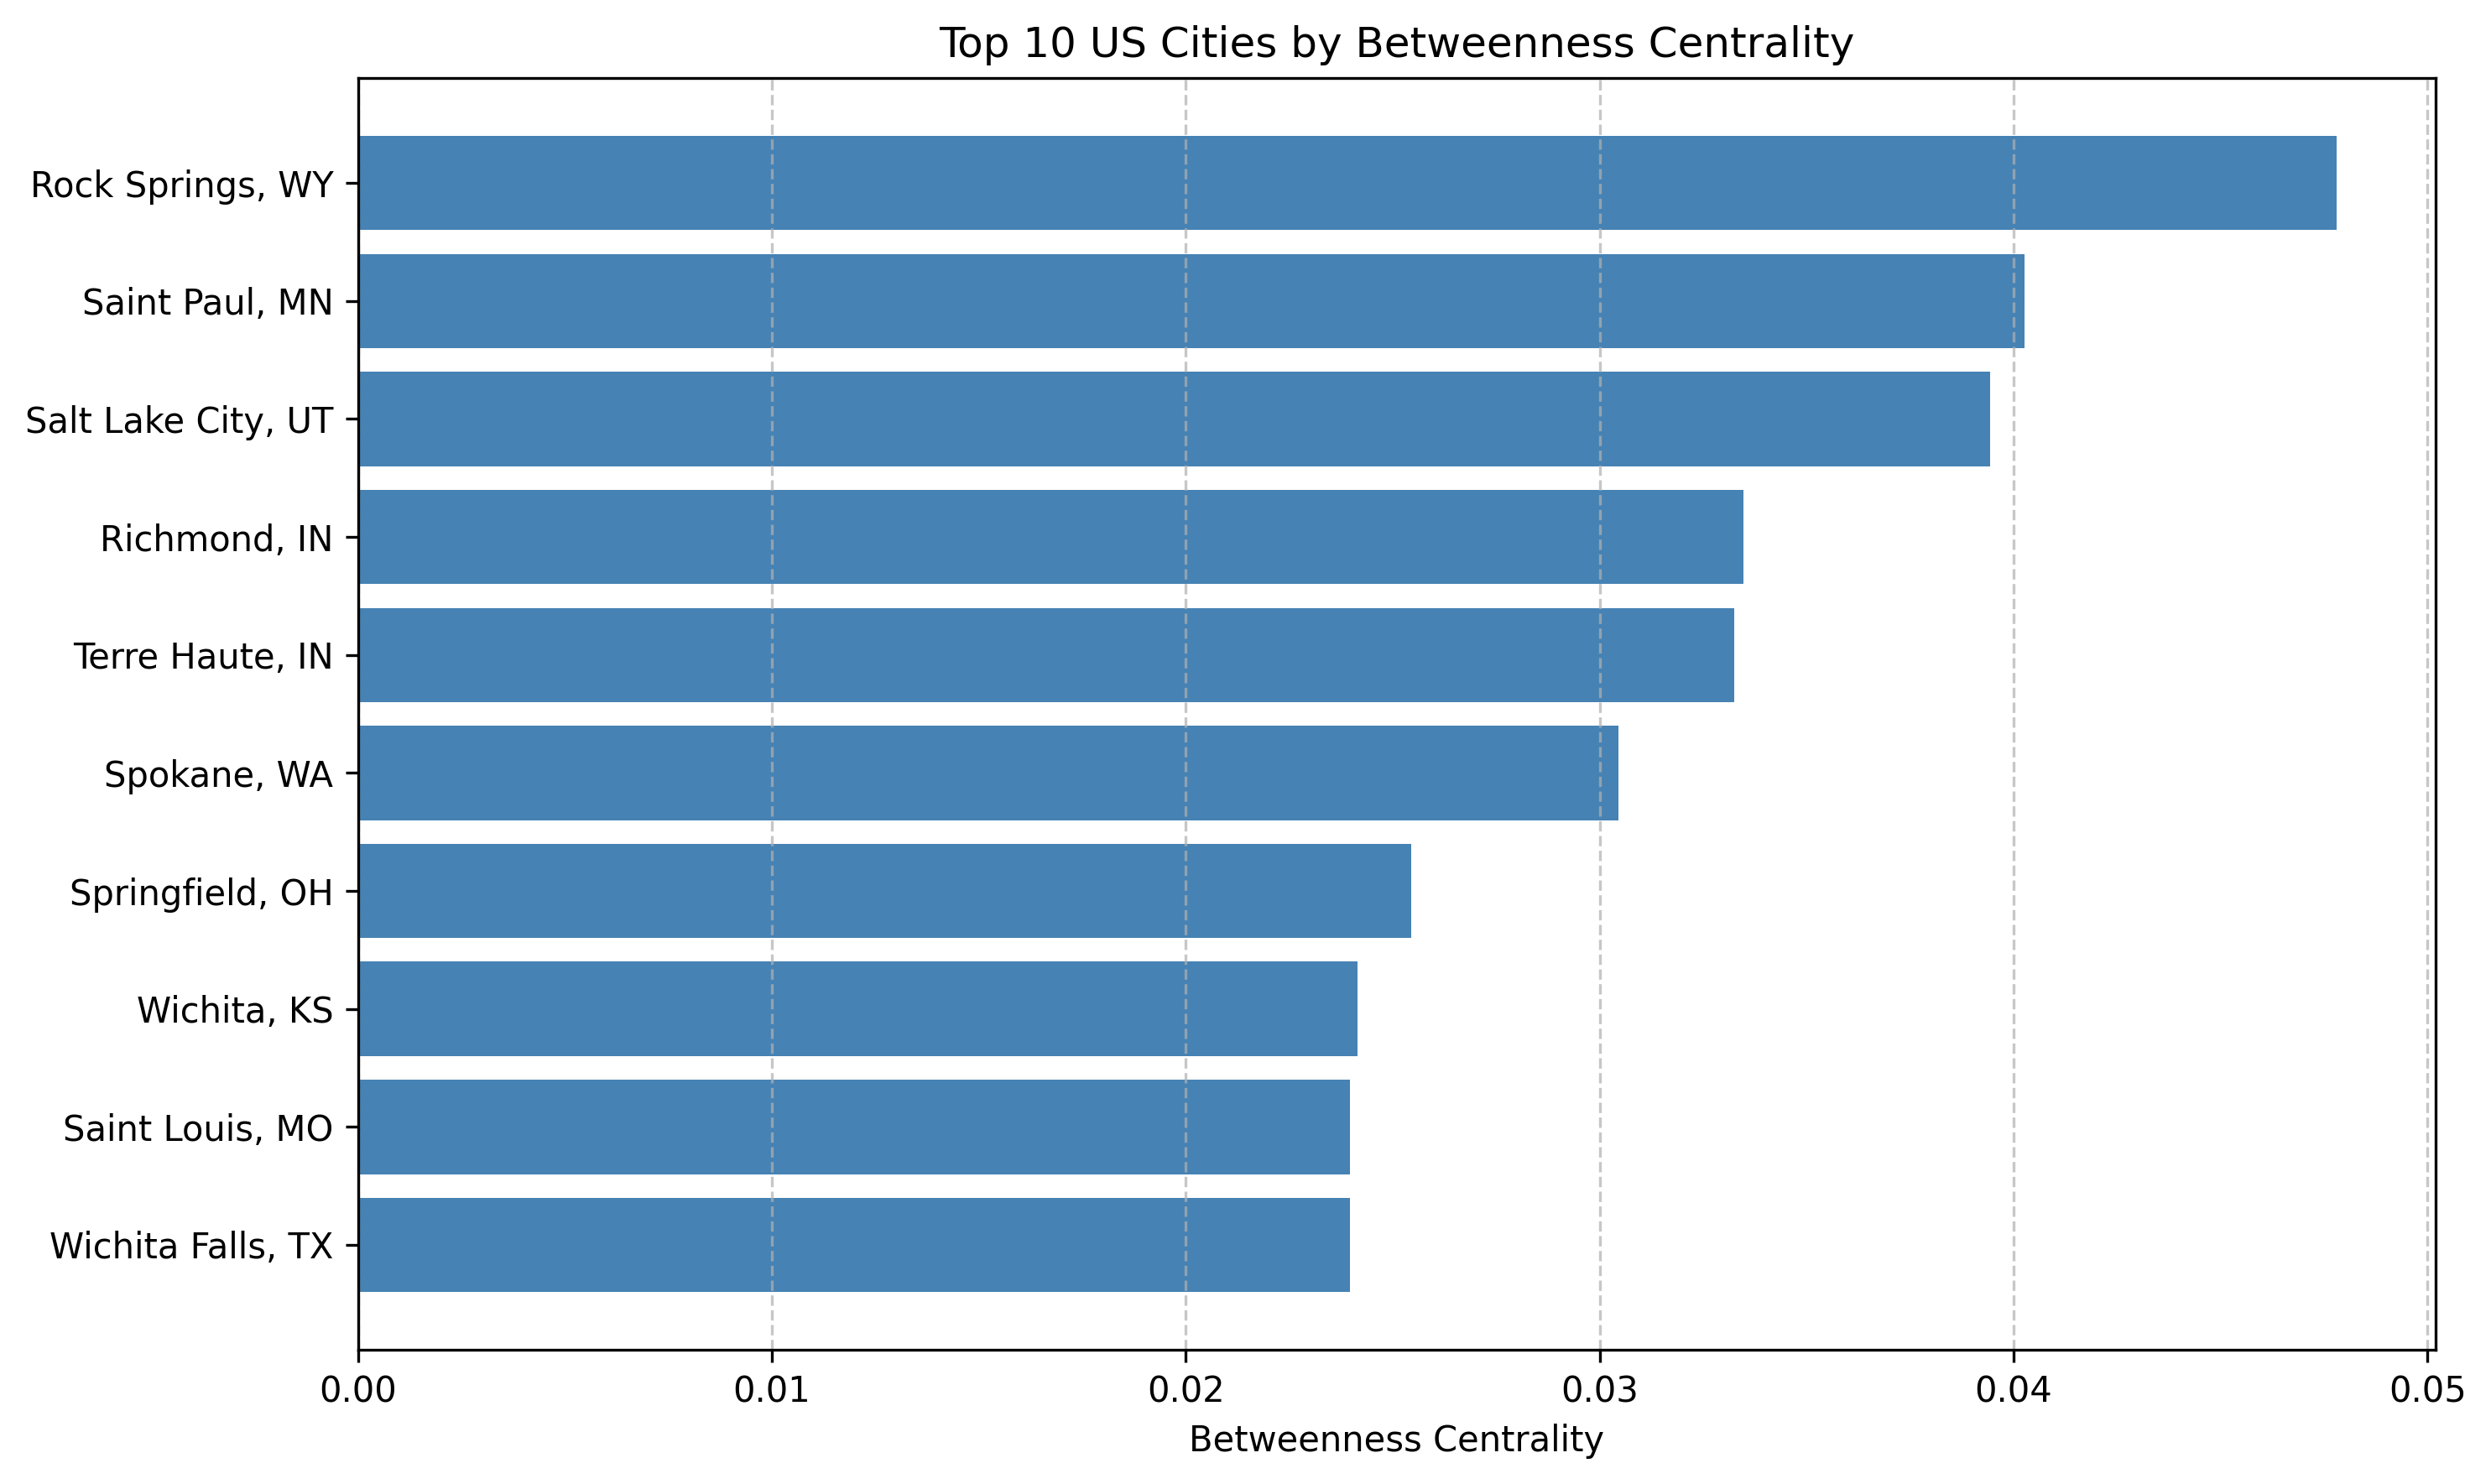 Top 10 US Cities by Betweenness Centrality
Rock Springs, WY
Saint Paul, MN
Salt Lake City, UT
Richmond, IN
Terre Haute, IN
Spokane, WA
Springfield, OH
Wichita, KS
Saint Louis, MO
Wichita Falls, TX
0.00 0.01 0.02 0.03 0.04 0.05
Betweenness Centrality